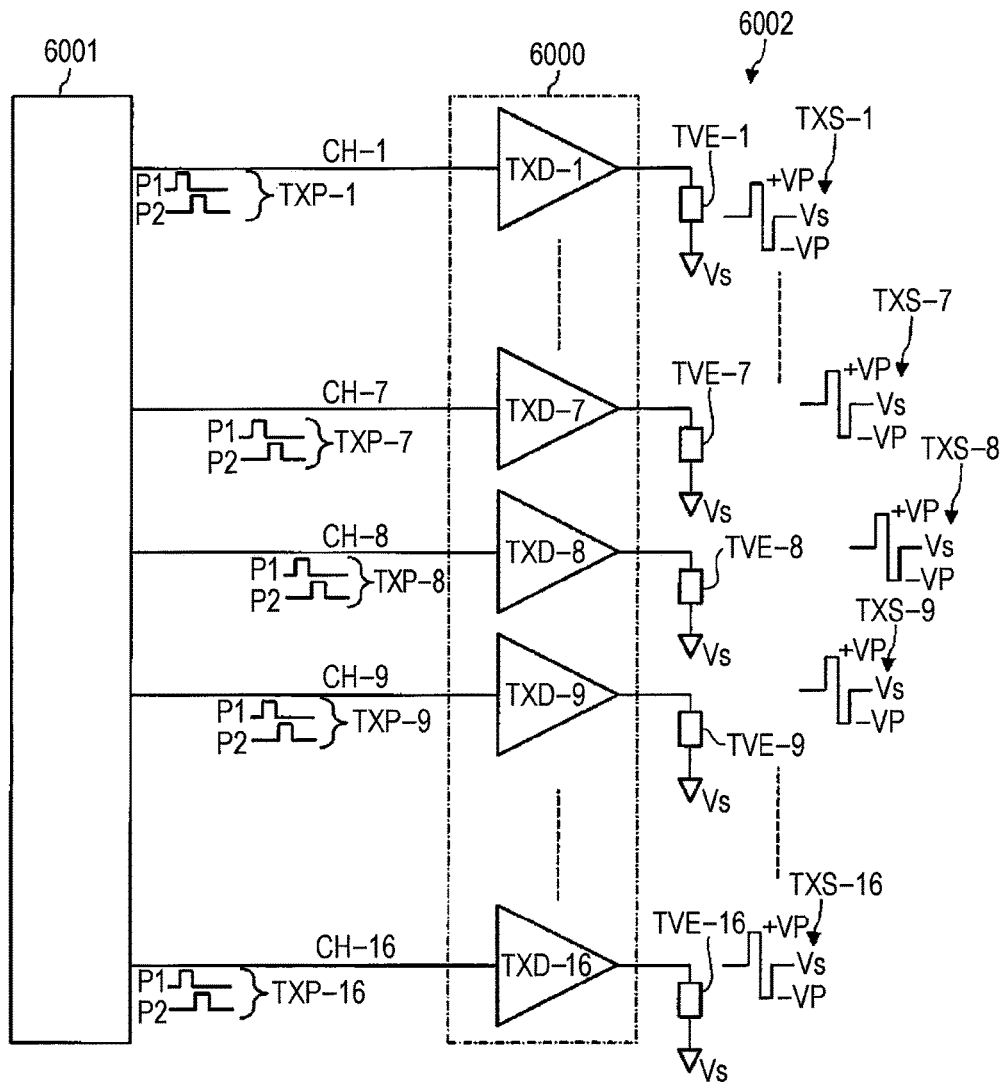 6001
6000
6002
CH-1
TXD-1
TVE-1
TXS-1
P1
P2
TXP-1
+VP
Vs
-VP
Vs
CH-7
TXD-7
TVE-7
TXS-7
P1
P2
TXP-7
+VP
Vs
-VP
Vs
CH-8
TXD-8
TVE-8
TXS-8
P1
P2
TXP-8
+VP
Vs
-VP
Vs
CH-9
TXD-9
TVE-9
TXS-9
P1
P2
TXP-9
+VP
Vs
-VP
Vs
CH-16
TXD-16
TVE-16
TXS-16
P1
P2
TXP-16
+VP
Vs
-VP
Vs